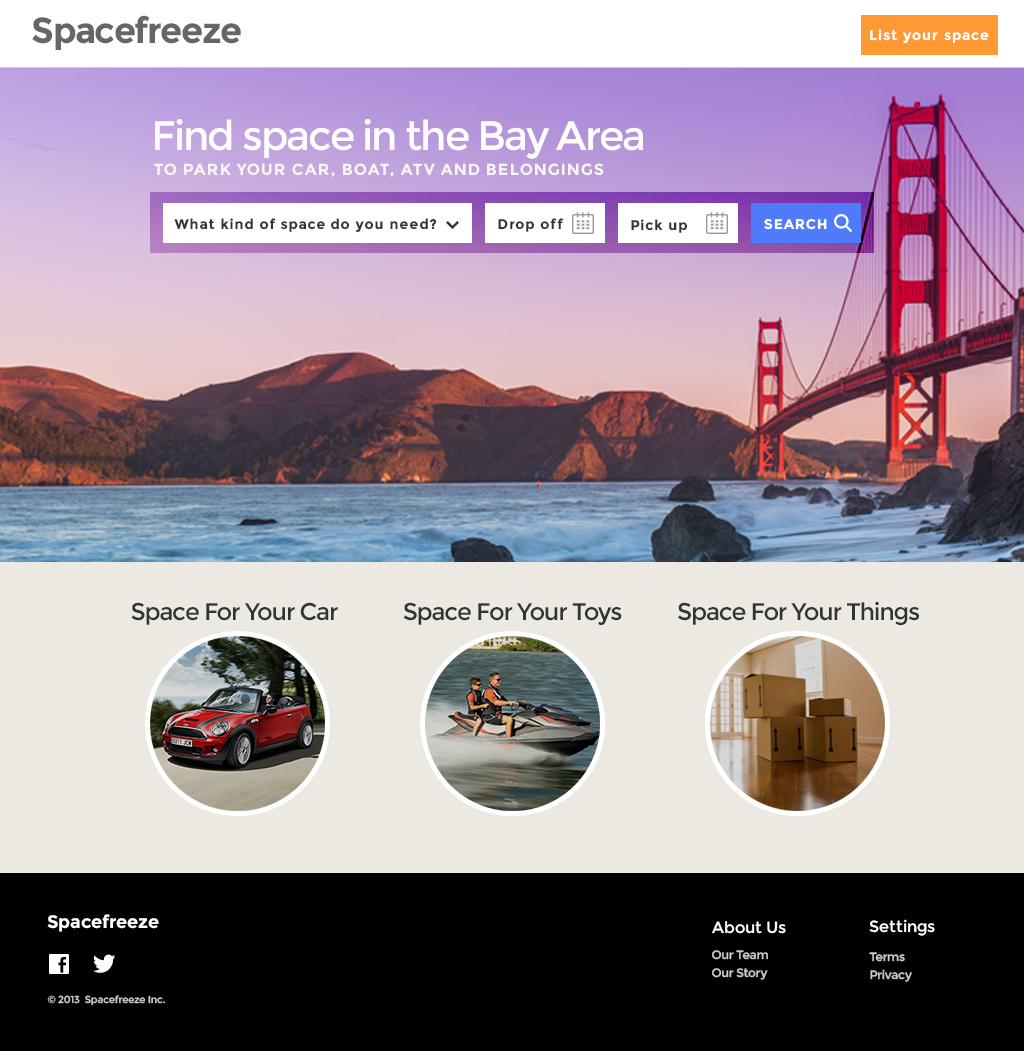 Spacefreeze
List your space
Find space in the Bay Area
TO PARK YOUR CAR, BOAT, ATV AND BELONGINGS
What kind of space do you need?
Drop off
Pick up
SEARCH
Space For Your Car
Space For Your Toys
Space For Your Things
Spacefreeze
© 2013 Spacefreeze Inc.
About Us
Our Team
Our Story
Settings
Terms
Privacy